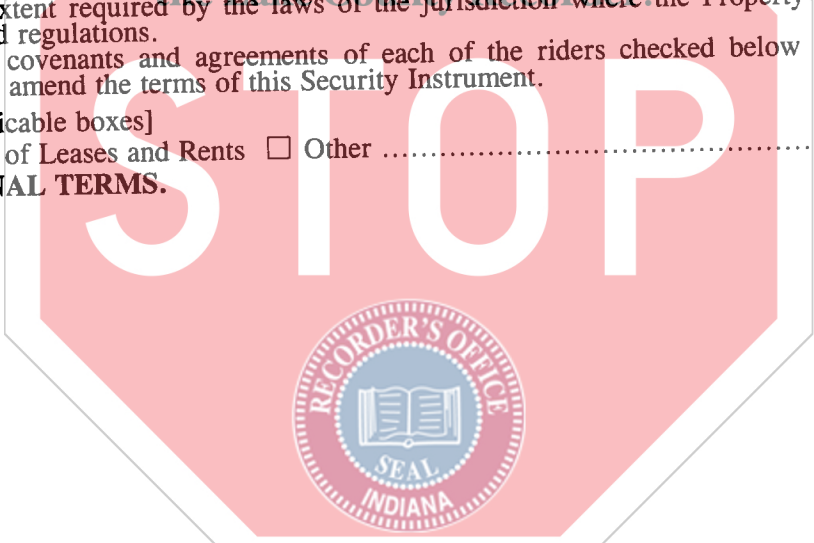 xtent required by the laws of the jurisdiction where the Property
d regulations.
covenants and agreements of each of the riders checked below
amend the terms of this Security Instrument.
icable boxes]
of Leases and Rents ☐ Other ............................................................
AL TERMS.
STOP
RECORDER'S OFFICE
SEAL
INDIANA